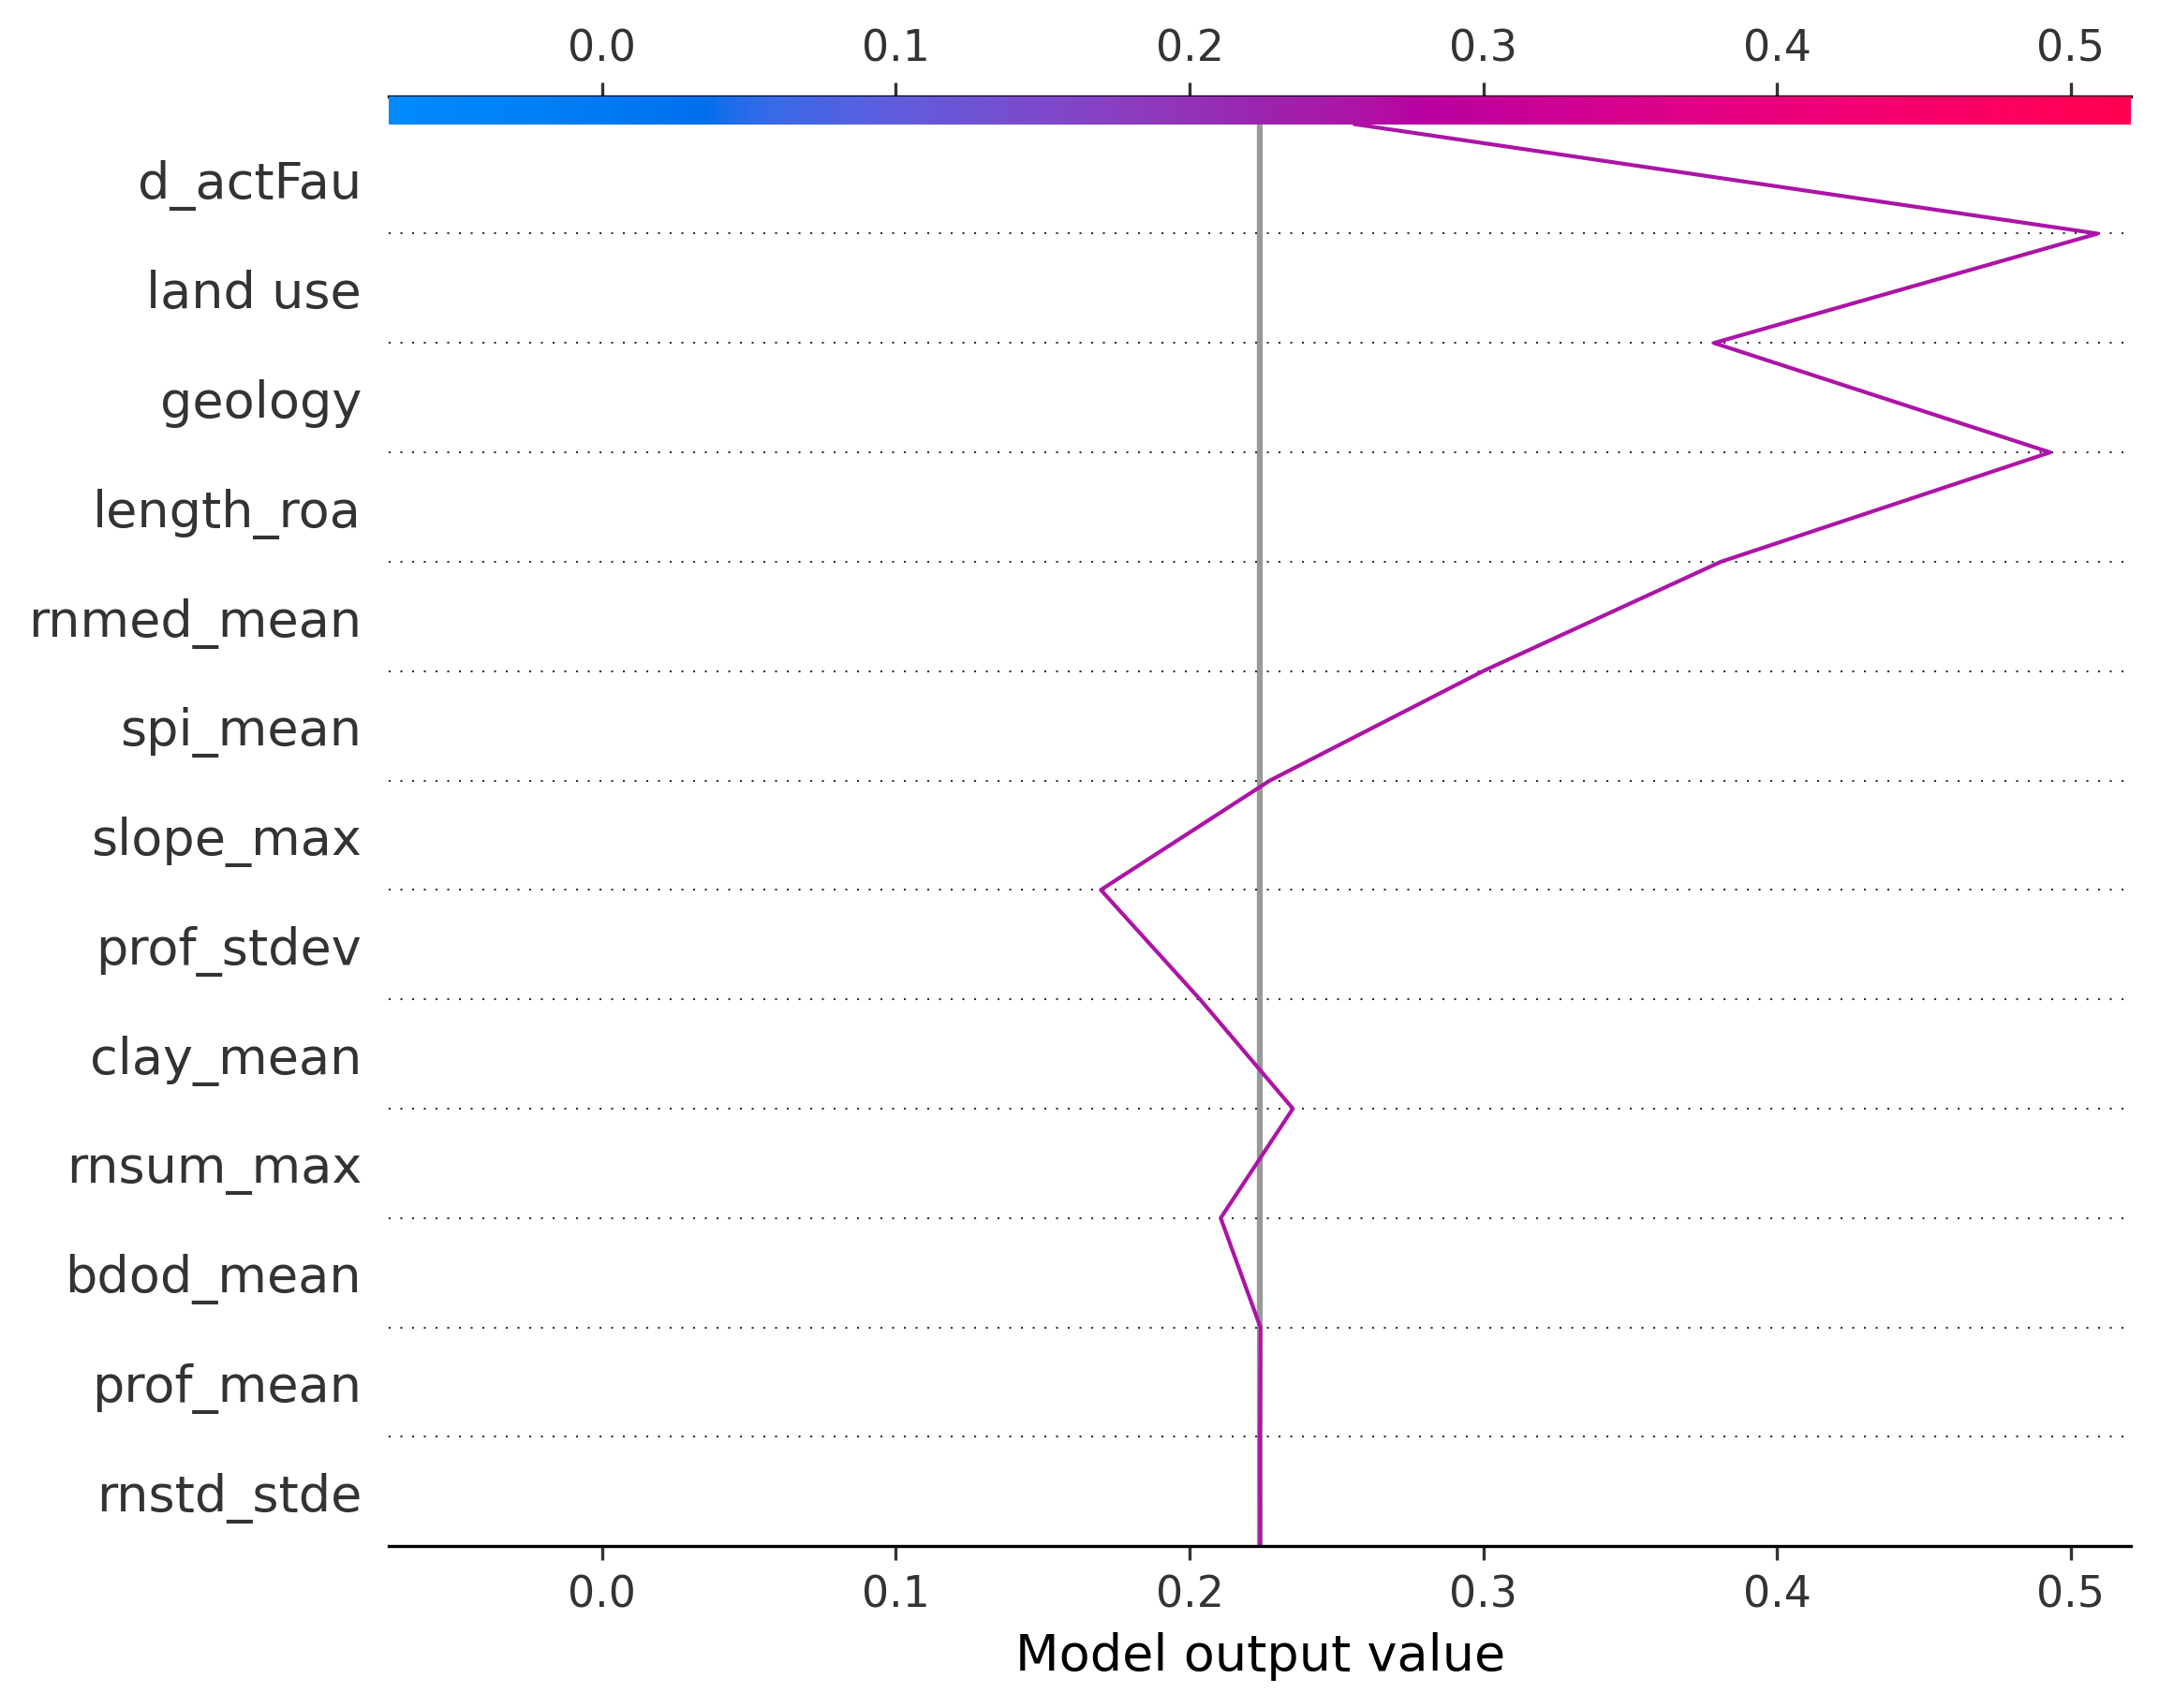 0.0 0.1 0.2 0.3 0.4 0.5
d_actFau
land use
geology
length_roa
rnmed_mean
spi_mean
slope_max
prof_stdev
clay_mean
rnsum_max
bdod_mean
prof_mean
rnstd_stde
0.0 0.1 0.2 0.3 0.4 0.5
Model output value